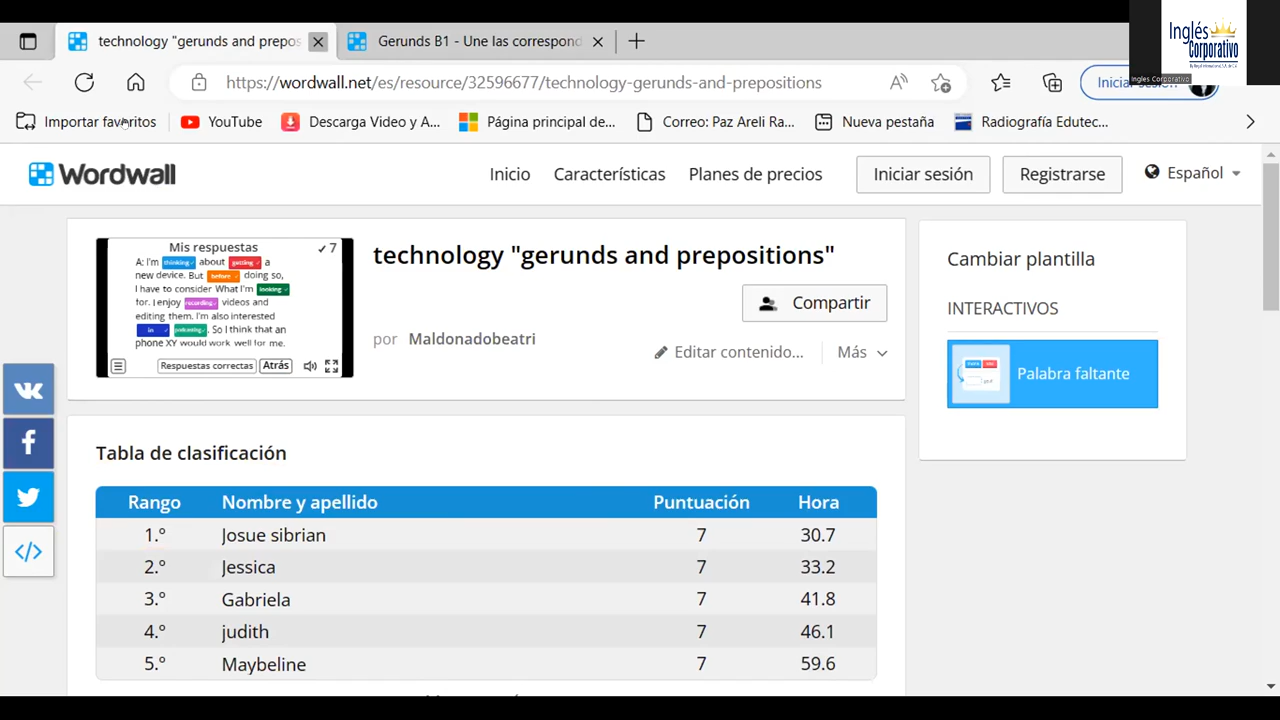 technology "gerunds and prepos
Gerunds B1 - Une las correspond
Inglés
Corporativo
Ingles Corporativo
https://wordwall.net/es/resource/32596677/technology-gerunds-and-prepositions
Iniciar sesión
Importar favoritos
YouTube
Descarga Video y A...
Página principal de...
Correo: Paz Areli Ra...
Nueva pestaña
Radiografía Edutec...
Wordwall
Inicio
Características
Planes de precios
Iniciar sesión
Registrarse
Español
Mis respuestas
✓ 7
A: I'm thinking ✓ about getting ✓ a
new device. But before ✓ doing so,
I have to consider What I'm looking ✓
for. I enjoy recording ✓ videos and
editing them. I'm also interested
in ✓ podcasting ✓. So I think that an
phone XY would work well for me.
Respuestas correctas
Atrás
technology "gerunds and prepositions"
Compartir
por Maldonadobeatri
Editar contenido...
Más
Cambiar plantilla
INTERACTIVOS
Palabra faltante
Tabla de clasificación
Rango Nombre y apellido Puntuación Hora
1.º Josue sibrian 7 30.7
2.º Jessica 7 33.2
3.º Gabriela 7 41.8
4.º judith 7 46.1
5.º Maybeline 7 59.6